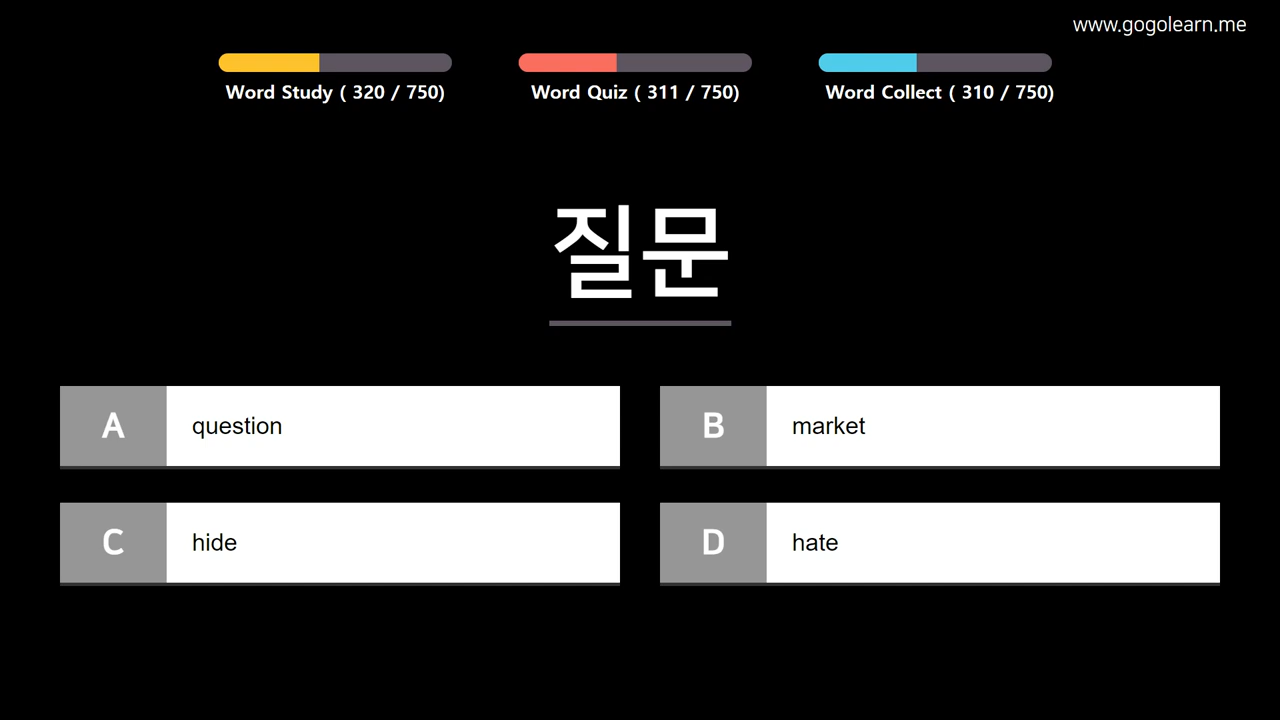 www.gogolearn.me
Word Study ( 320 / 750)
Word Quiz ( 311 / 750)
Word Collect ( 310 / 750)
질문
A question
B market
C hide
D hate